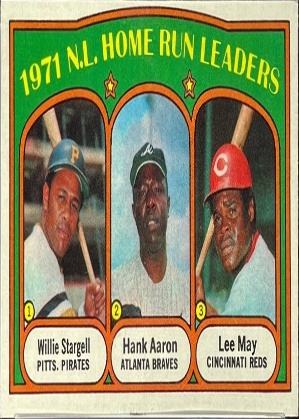 1971 N.L. HOME RUN LEADERS
P
A
C
1
2
3
Willie Stargell
PITTS. PIRATES
Hank Aaron
ATLANTA BRAVES
Lee May
CINCINNATI REDS